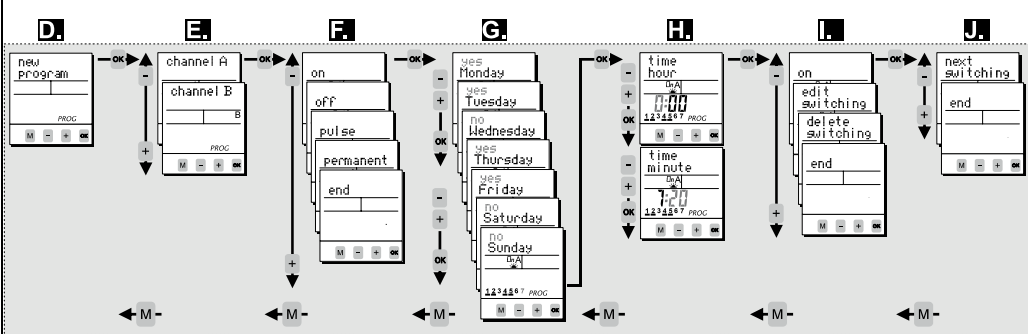 D.
new
program
PROG
M - + OK
OK
-
+
M
E.
channel A
channel B
B
PROG
M - + OK
OK
-
+
M
F.
on
off
pulse
permanent
end
M - + OK
OK
-
+
OK
-
+
OK
M
G.
yes
Monday
yes
Tuesday
no
Wednesday
yes
Thursday
yes
Friday
no
Saturday
no
Sunday
On A
1234567 PROG
M - + OK
OK
-
+
OK
-
+
OK
M
H.
time
hour
On A
0:00
1234567 PROG
M - + OK
time
minute
On A
7:20
1234567 PROG
M - + OK
OK
-
+
M
I.
on
edit
switching
delete
switching
end
M - + OK
OK
-
+
M
J.
next
switching
end
M - + OK